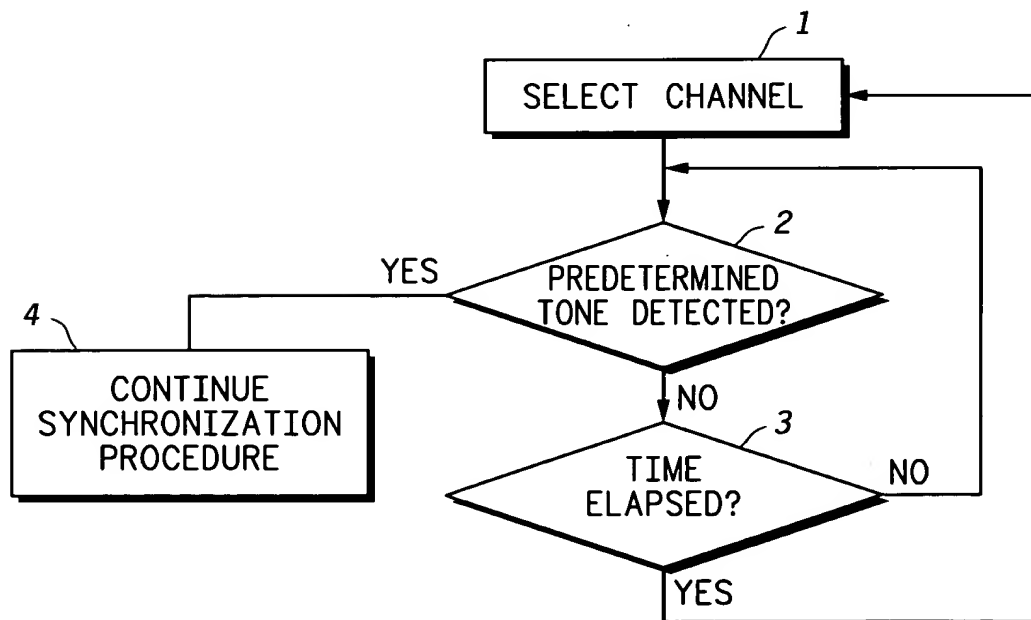 1
SELECT CHANNEL
2
YES
PREDETERMINED
TONE DETECTED?
4
CONTINUE
SYNCHRONIZATION
PROCEDURE
NO
3
TIME
ELAPSED?
NO
YES